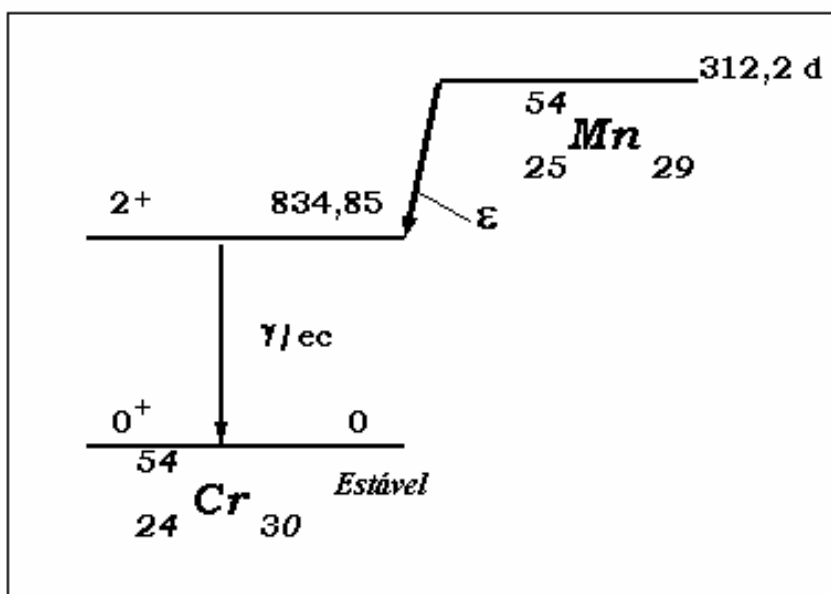 312,2 d
54
Mn
25 29
2+ 834,85
ε
γ/ec
0+ 0
54
Cr
24 30
Estável